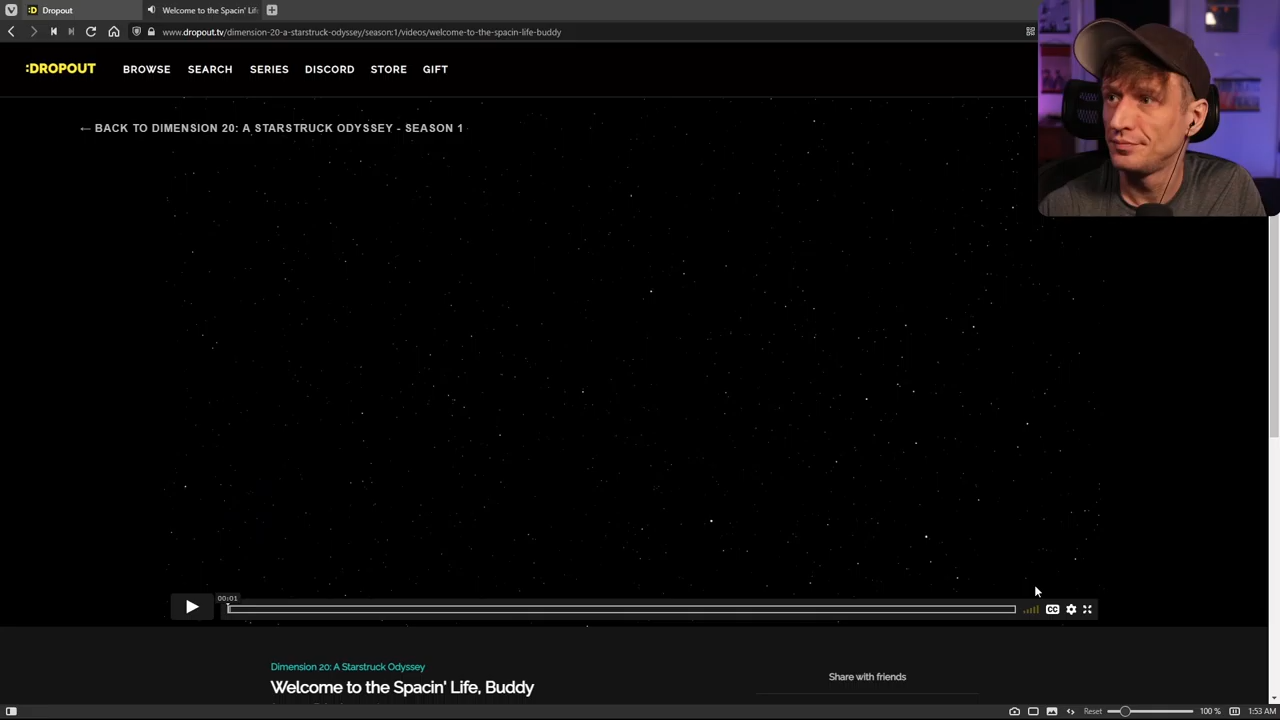 Dropout
Welcome to the Spacin' Lif
www.dropout.tv/dimension-20-a-starstruck-odyssey/season:1/videos/welcome-to-the-spacin-life-buddy
:DROPOUT
BROWSE SEARCH SERIES DISCORD STORE GIFT
← BACK TO DIMENSION 20: A STARSTRUCK ODYSSEY - SEASON 1
00:01
CC
Dimension 20: A Starstruck Odyssey
Share with friends
Welcome to the Spacin' Life, Buddy
Reset 100 % 1:53 AM